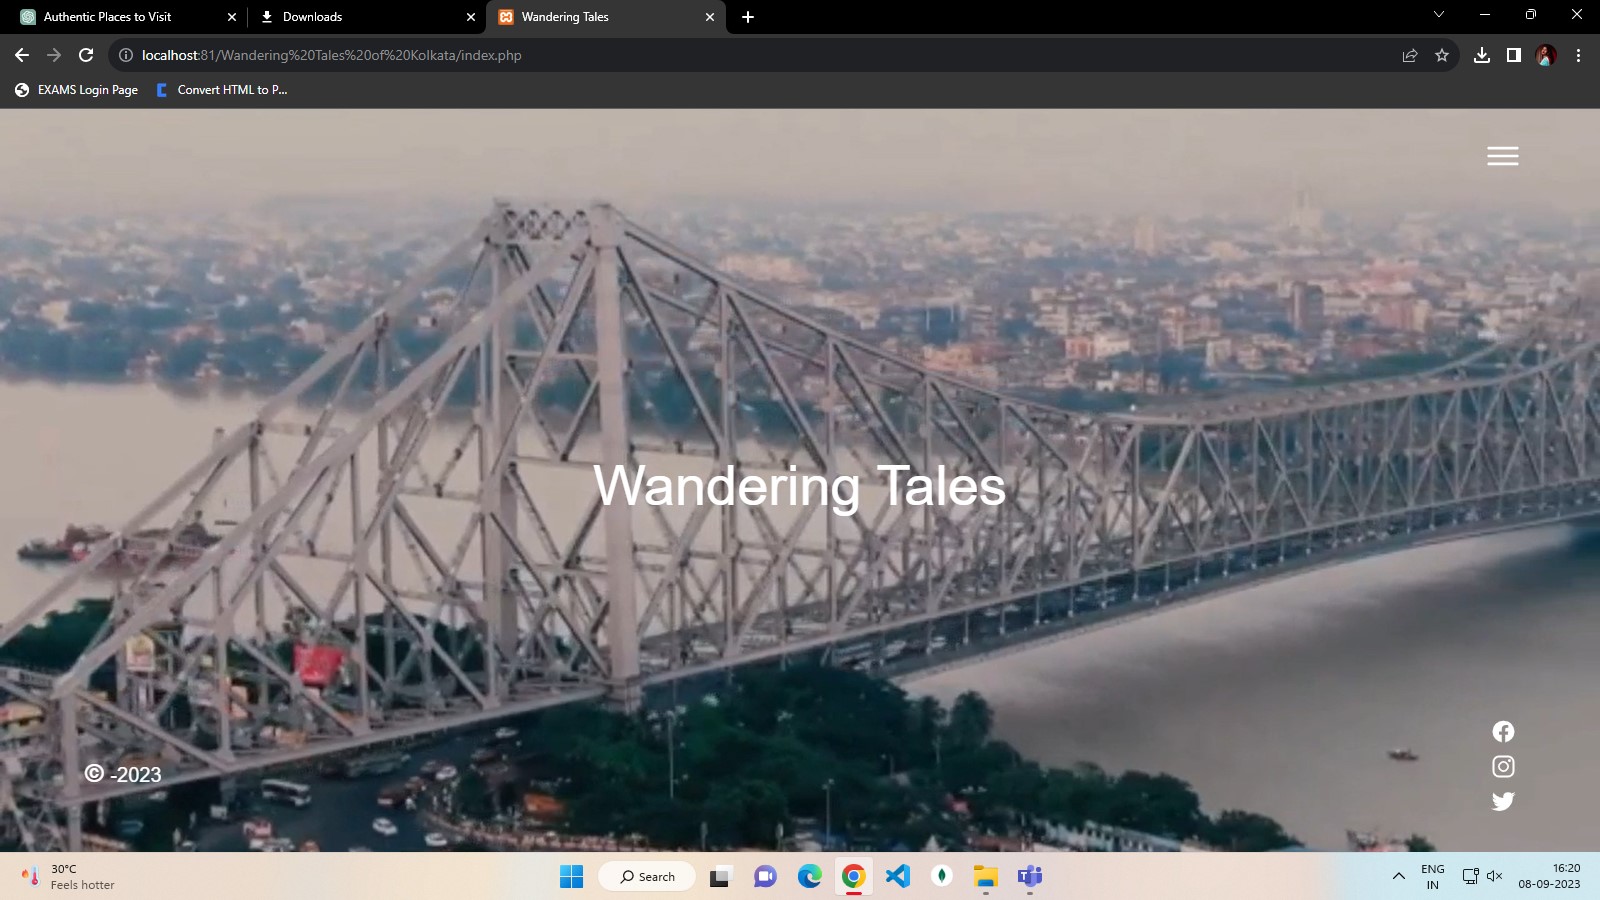 Authentic Places to Visit
Downloads
Wandering Tales
localhost:81/Wandering%20Tales%20of%20Kolkata/index.php
EXAMS Login Page
Convert HTML to P...
Wandering Tales
© -2023
30°C
Feels hotter
Search
ENG
IN
16:20
08-09-2023